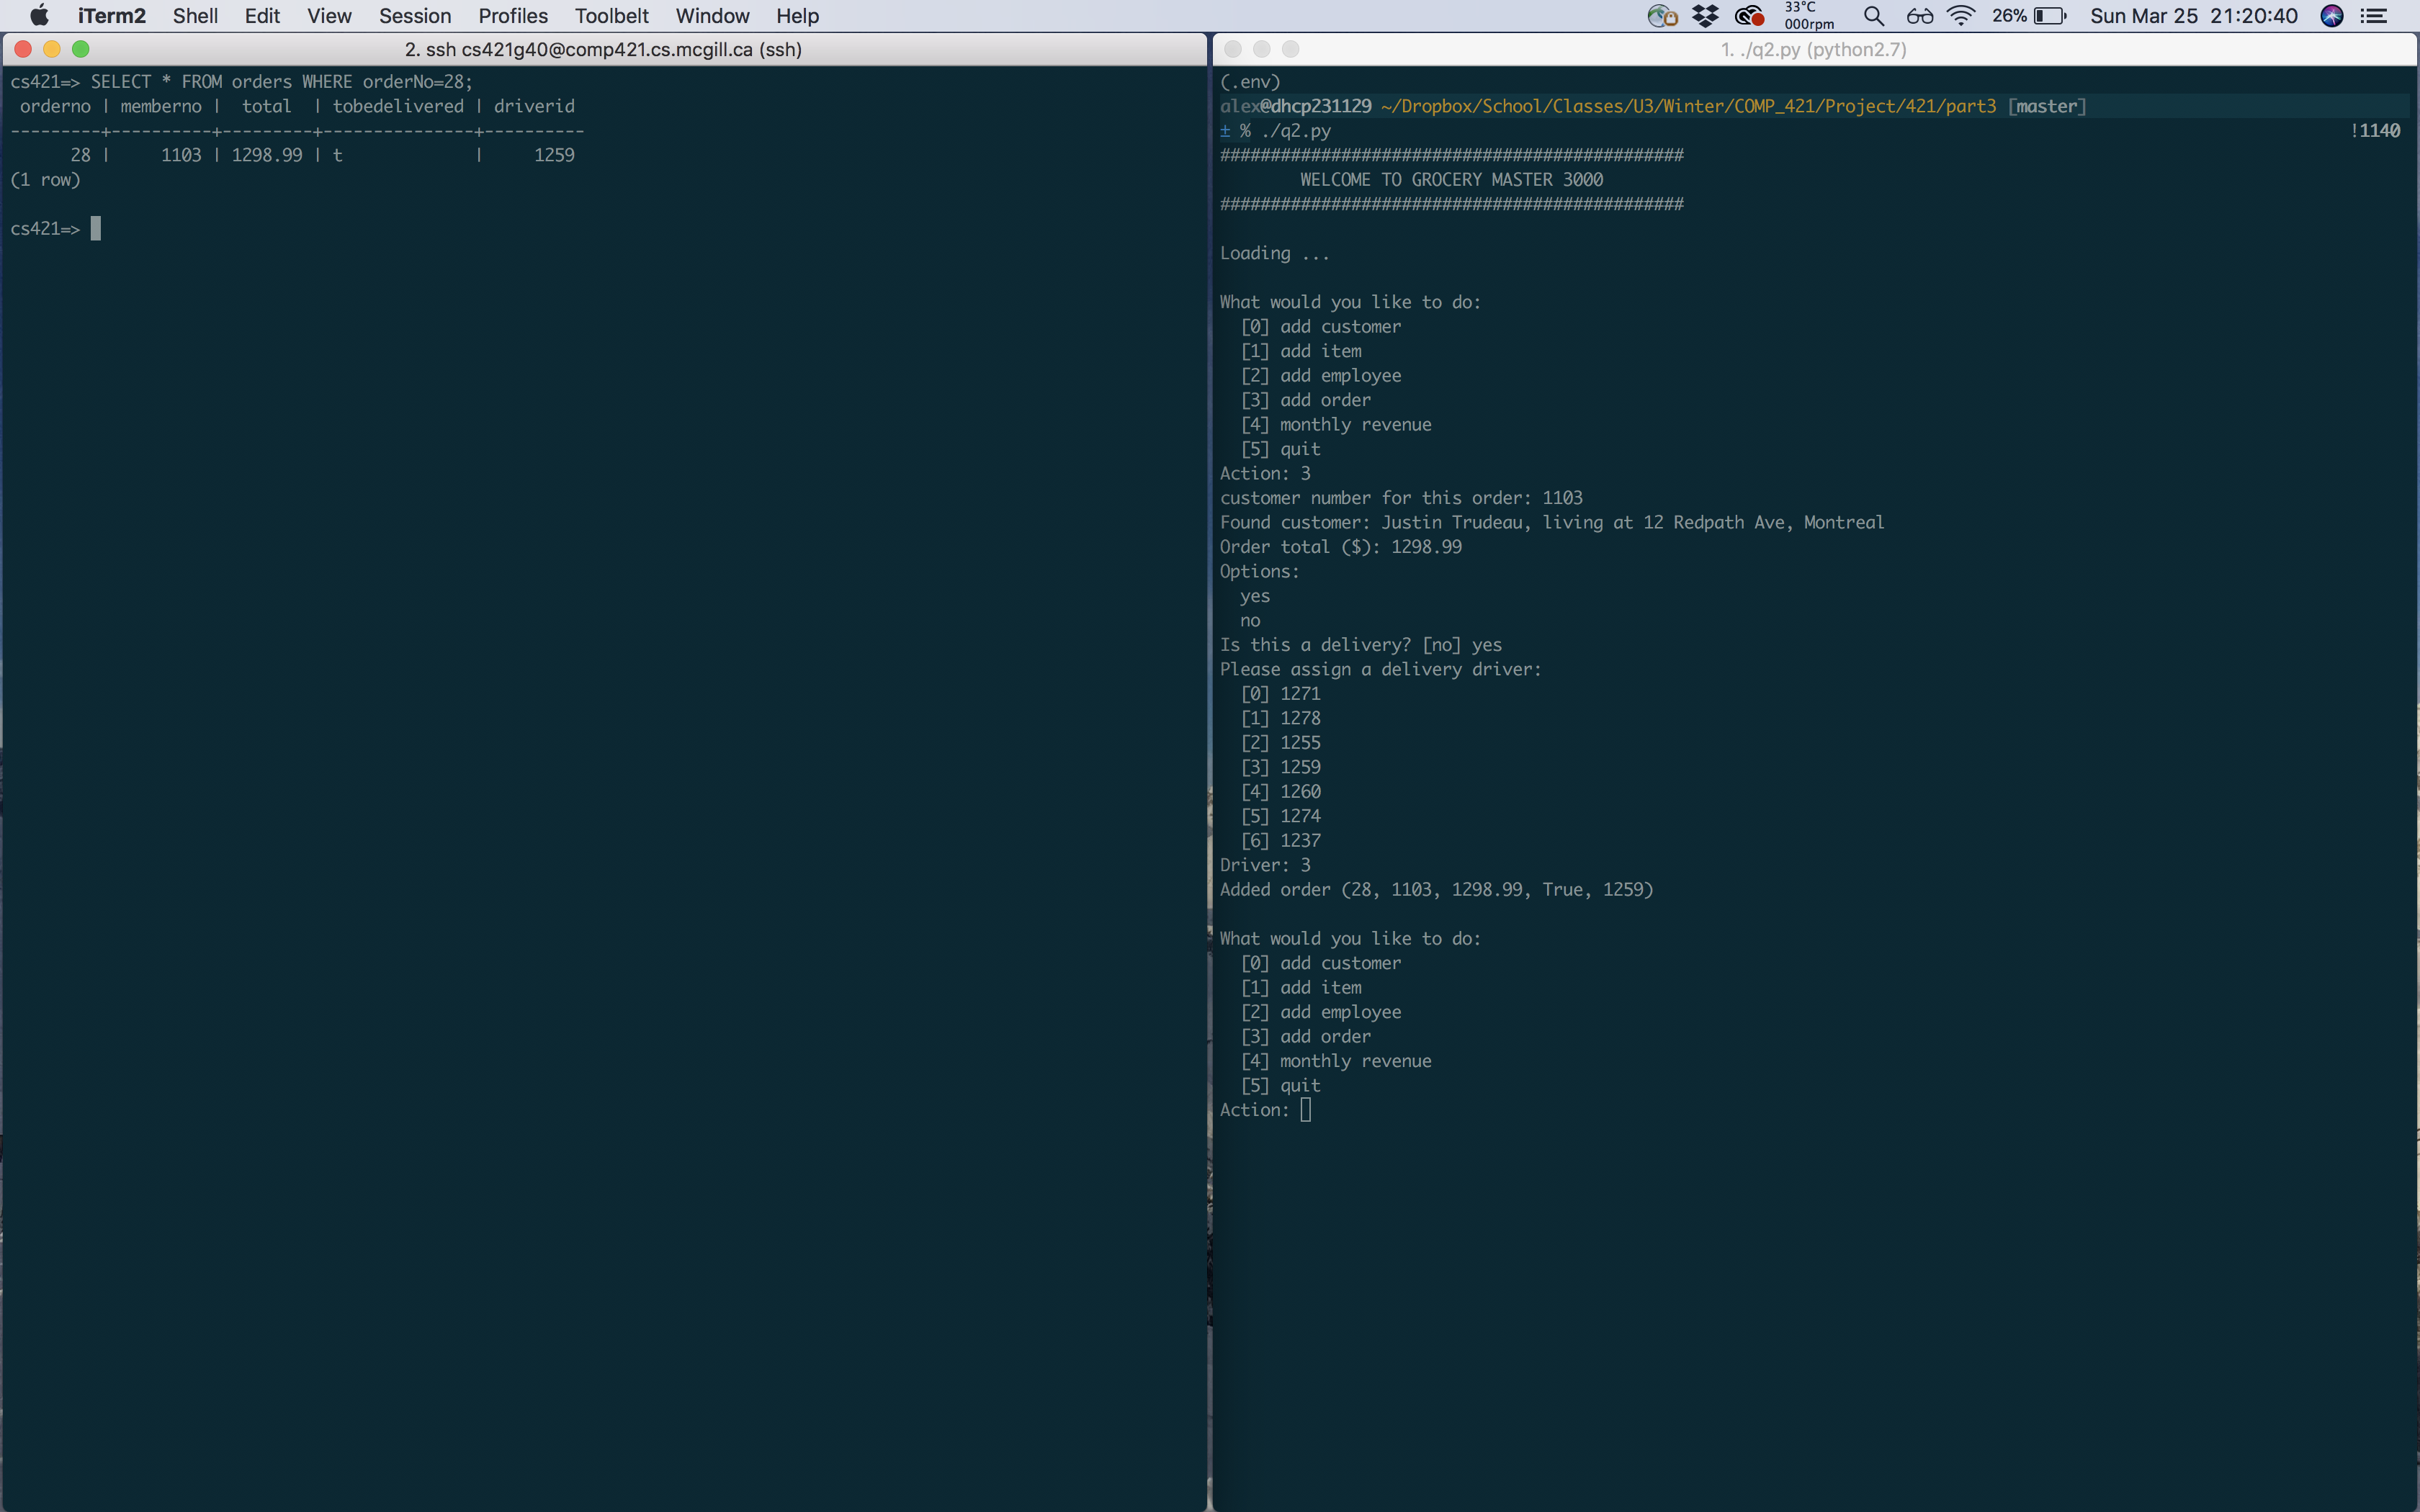 iTerm2 Shell Edit View Session Profiles Toolbelt Window Help 33°C 000rpm 26% Sun Mar 25 21:20:40
2. ssh cs421g40@comp421.cs.mcgill.ca (ssh)
cs421=> SELECT * FROM orders WHERE orderNo=28;
 orderno | memberno |  total  | tobedelivered | driverid
---------+----------+---------+---------------+----------
      28 |     1103 | 1298.99 | t             |     1259
(1 row)
cs421=>
1. ./q2.py (python2.7)
(.env)
alex@dhcp231129 ~/Dropbox/School/Classes/U3/Winter/COMP_421/Project/421/part3 [master]
± % ./q2.py !1140
##############################################
        WELCOME TO GROCERY MASTER 3000
##############################################
Loading ...
What would you like to do:
  [0] add customer
  [1] add item
  [2] add employee
  [3] add order
  [4] monthly revenue
  [5] quit
Action: 3
customer number for this order: 1103
Found customer: Justin Trudeau, living at 12 Redpath Ave, Montreal
Order total ($): 1298.99
Options:
  yes
  no
Is this a delivery? [no] yes
Please assign a delivery driver:
  [0] 1271
  [1] 1278
  [2] 1255
  [3] 1259
  [4] 1260
  [5] 1274
  [6] 1237
Driver: 3
Added order (28, 1103, 1298.99, True, 1259)
What would you like to do:
  [0] add customer
  [1] add item
  [2] add employee
  [3] add order
  [4] monthly revenue
  [5] quit
Action: